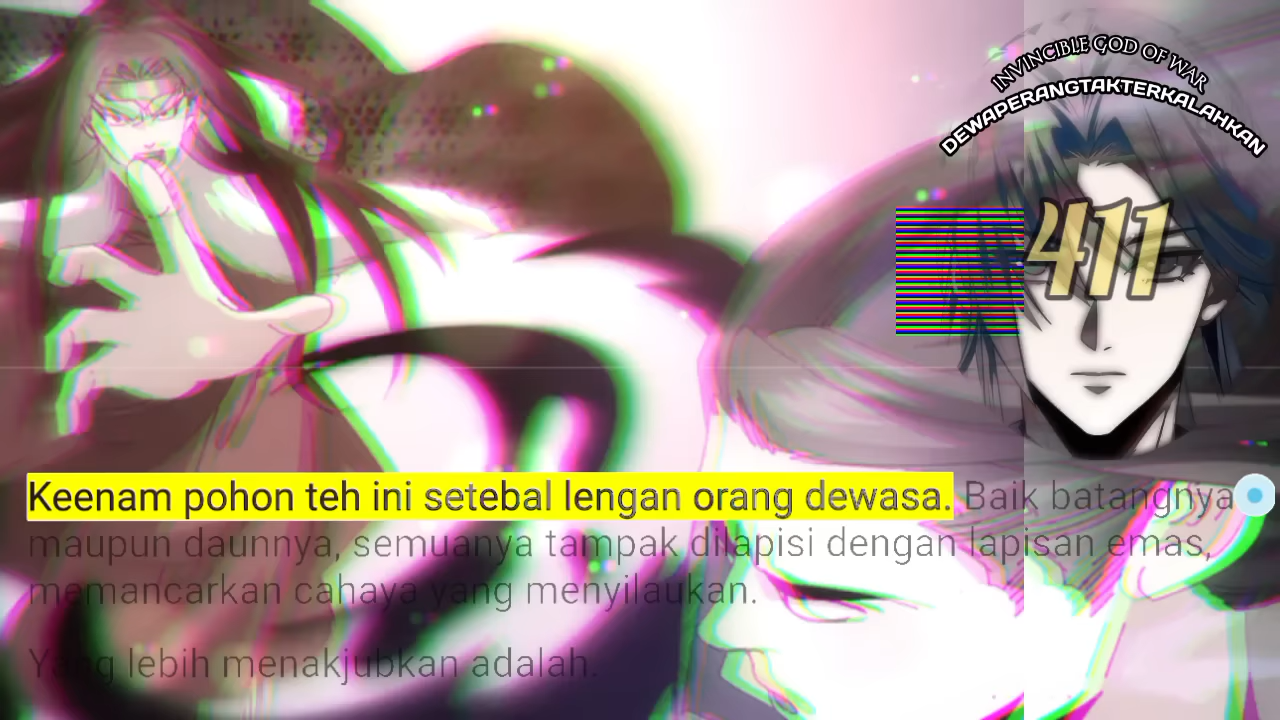 INVINCIBLE GOD OF WAR
DEWAPERANGTAKTERKALAHKAN
411
Keenam pohon teh ini setebal lengan orang dewasa. Baik batangnya
maupun daunnya, semuanya tampak dilapisi dengan lapisan emas,
memancarkan cahaya yang menyilaukan.
Yang lebih menakjubkan adalah.